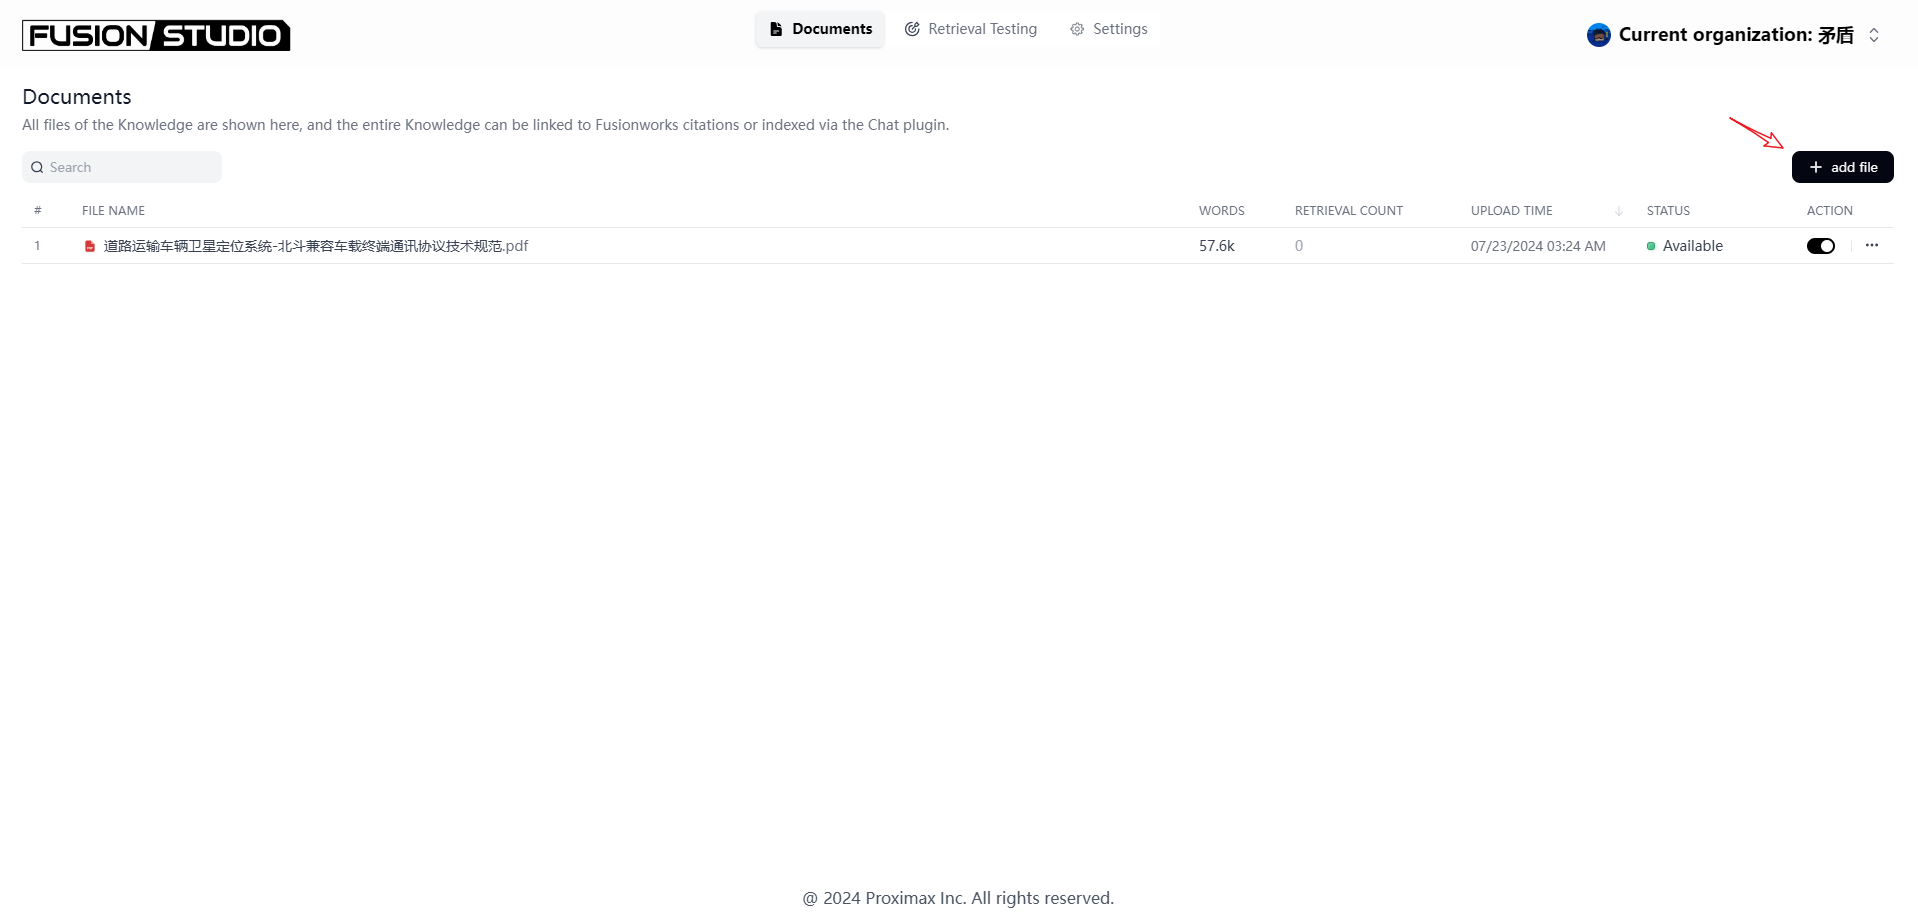 FUSION STUDIO
Documents
Retrieval Testing
Settings
Current organization: 矛盾
Documents
All files of the Knowledge are shown here, and the entire Knowledge can be linked to Fusionworks citations or indexed via the Chat plugin.
Search
+ add file
# FILE NAME WORDS RETRIEVAL COUNT UPLOAD TIME ↓ STATUS ACTION
1 道路运输车辆卫星定位系统-北斗兼容车载终端通讯协议技术规范.pdf 57.6k 0 07/23/2024 03:24 AM Available ...
@ 2024 Proximax Inc. All rights reserved.